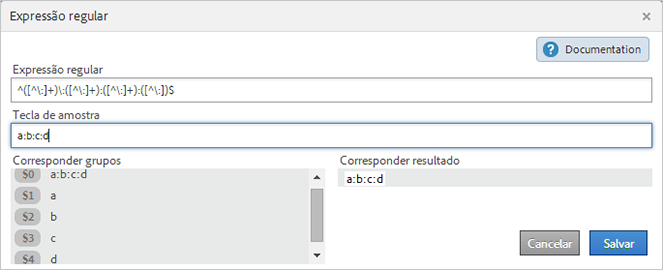 Expressão regular
×
? Documentation
Expressão regular
^([^\:]+)\:([^\:]+):([^\:]+):([^\:])$
Tecla de amostra
a:b:c:d
Corresponder grupos
Corresponder resultado
$0 a:b:c:d
a:b:c:d
$1 a
$2 b
$3 c
$4 d
Cancelar
Salvar